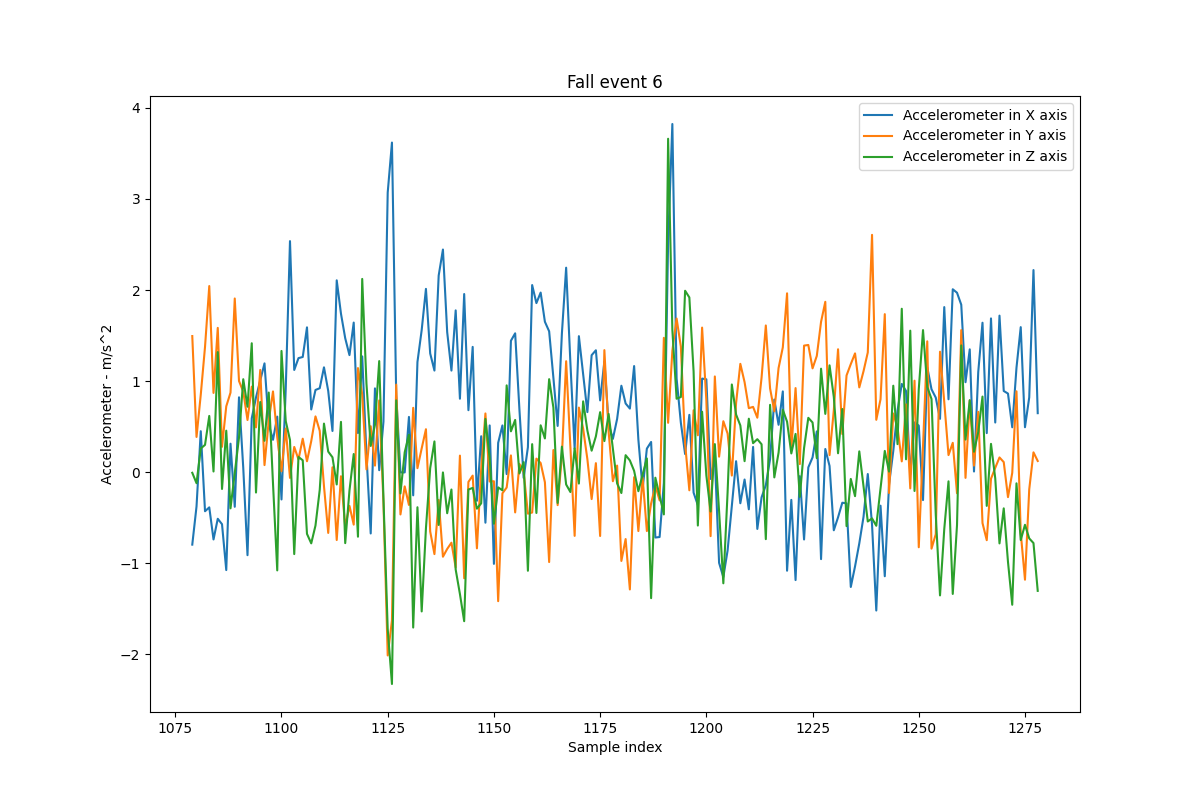 Fall event 6
Accelerometer in X axis
Accelerometer in Y axis
Accelerometer in Z axis
Accelerometer - m/s^2
4
3
2
1
0
−1
−2
1075 1100 1125 1150 1175 1200 1225 1250 1275
Sample index